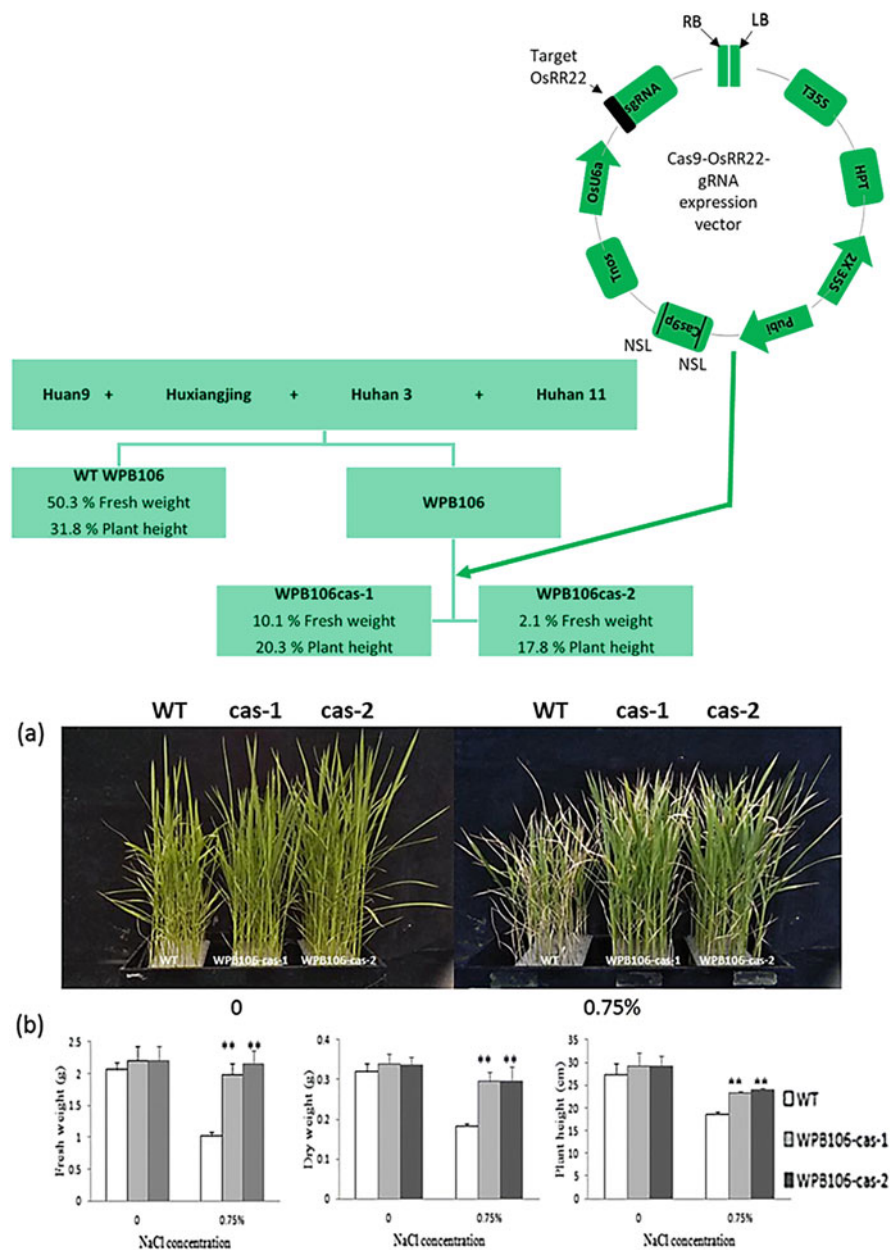 RB
LB
Target
OsRR22
sgRNA
T35S
HPT
2X 35S
Pubi
Cas9p
NSL
NSL
Tnos
OsU6a
Cas9-OsRR22-
gRNA
expression
vector
Huan9 + Huxiangjing + Huhan 3 + Huhan 11
WT WPB106
50.3 % Fresh weight
31.8 % Plant height
WPB106
WPB106cas-1
10.1 % Fresh weight
20.3 % Plant height
WPB106cas-2
2.1 % Fresh weight
17.8 % Plant height
(a)
WT cas-1 cas-2
WT cas-1 cas-2
WT WPB106-cas-1 WPB106-cas-2
WT WPB106-cas-1 WPB106-cas-2
0
0.75%
(b)
Fresh weight (g)
2.5
2
1.5
1
0.5
0
** **
0 0.75%
NaCl concentration
Dry weight (g)
0.4
0.3
0.2
0.1
0
** **
0 0.75%
NaCl concentration
Plant height (cm)
35
30
25
20
15
10
5
0
** **
0 0.75%
NaCl concentration
WT
WPB106-cas-1
WPB106-cas-2